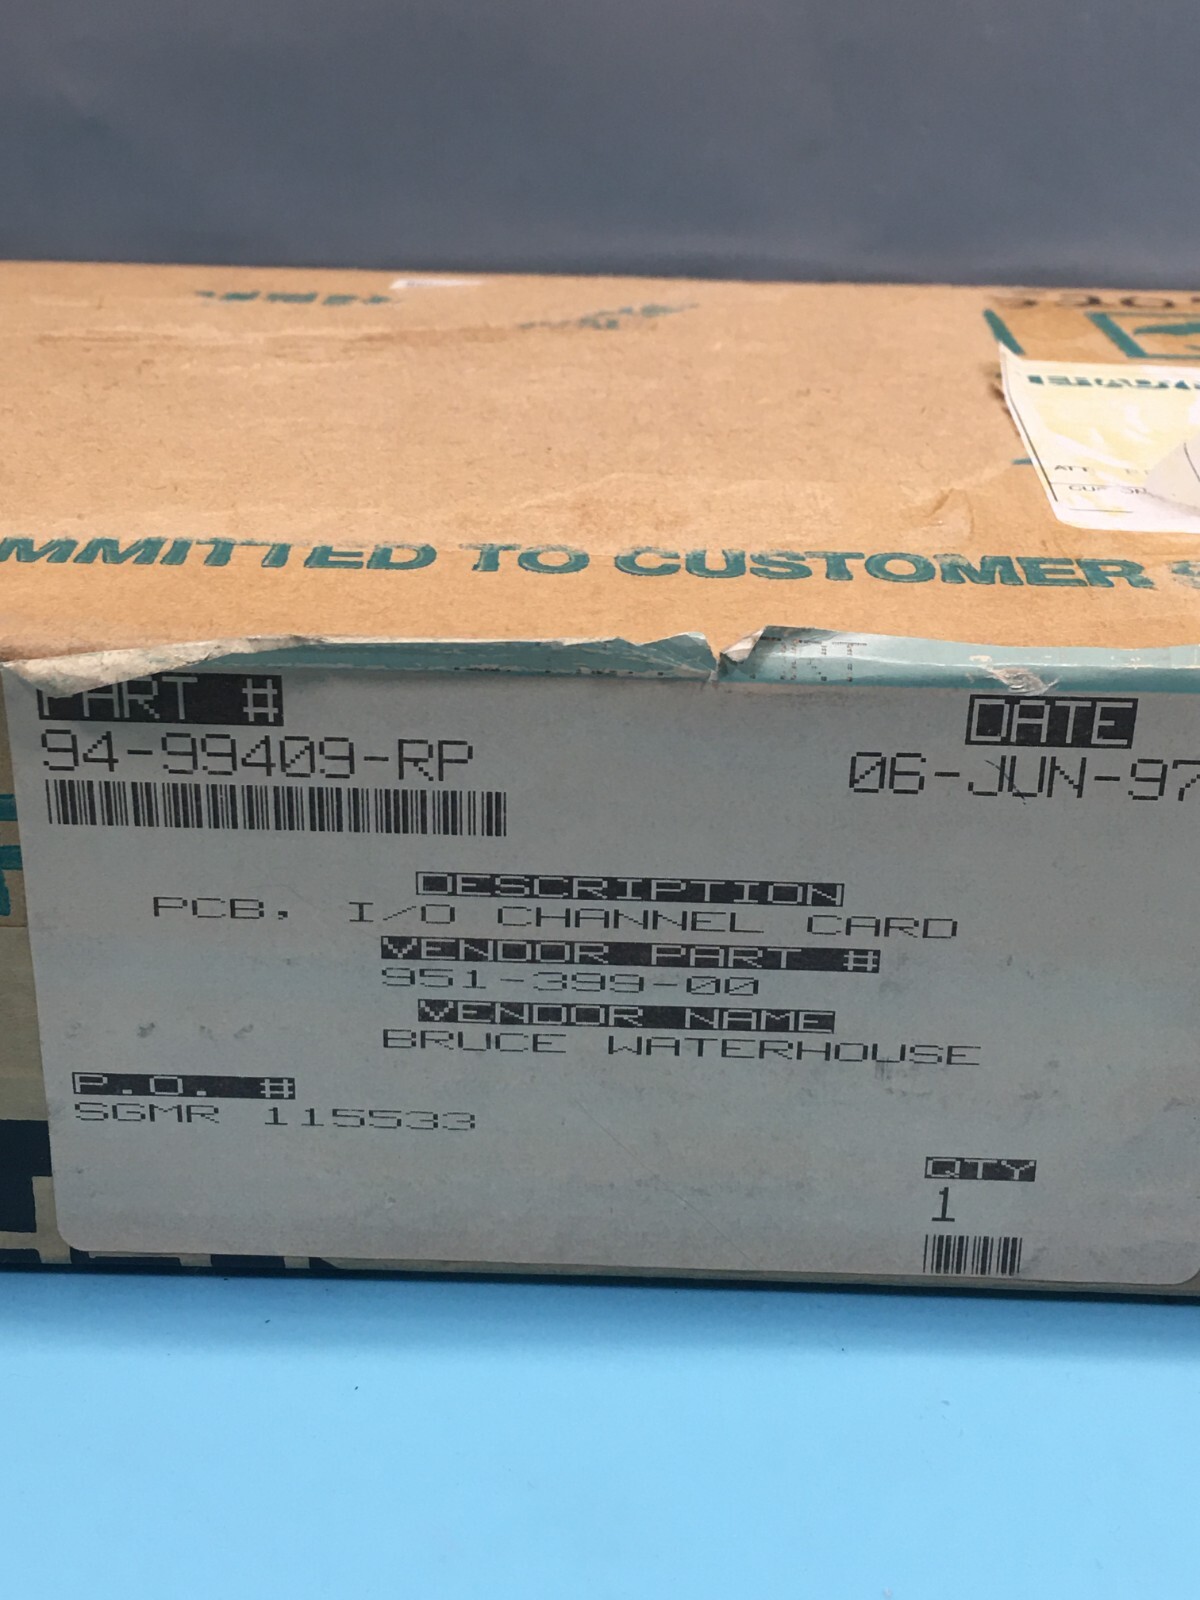 MMITTED TO CUSTOMER
PART #
94-99409-RP
DATE
06-JUN-97
DESCRIPTION
PCB, I/O CHANNEL CARD
VENDOR PART #
951-399-00
VENDOR NAME
BRUCE WATERHOUSE
P.O. #
SGMR 115533
QTY
1